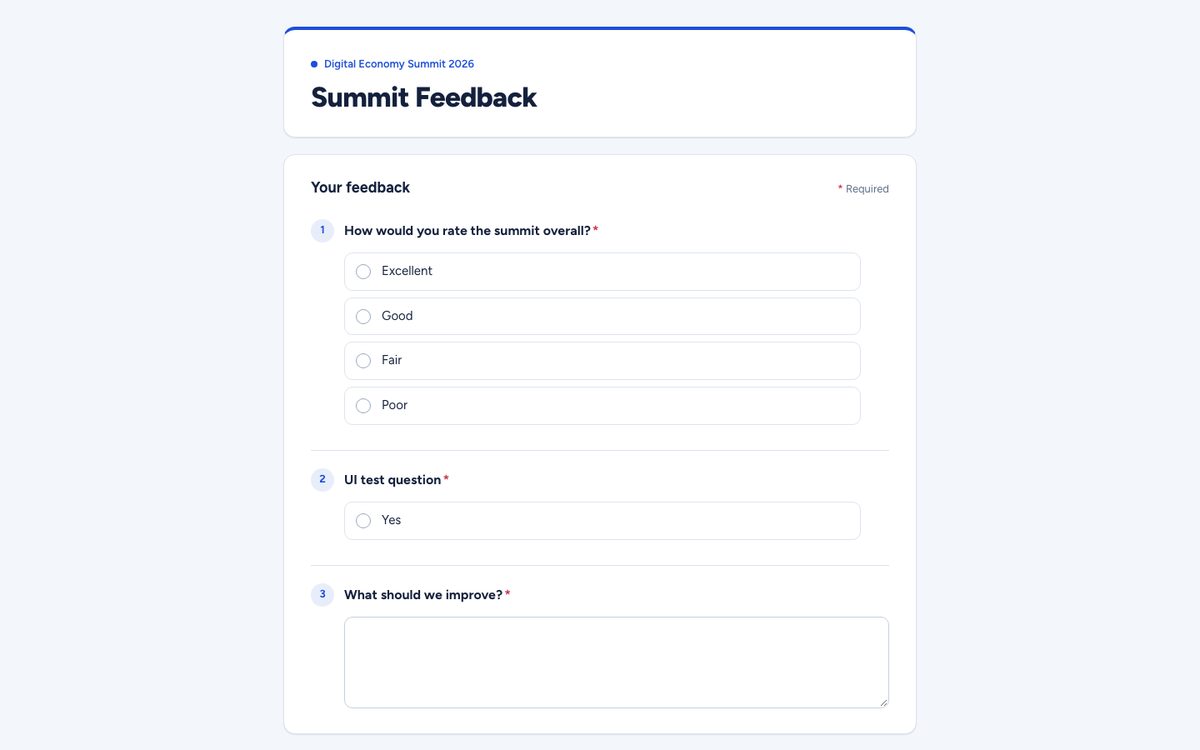 Digital Economy Summit 2026
Summit Feedback
Your feedback
* Required
1 How would you rate the summit overall? *
Excellent
Good
Fair
Poor
2 UI test question *
Yes
3 What should we improve? *